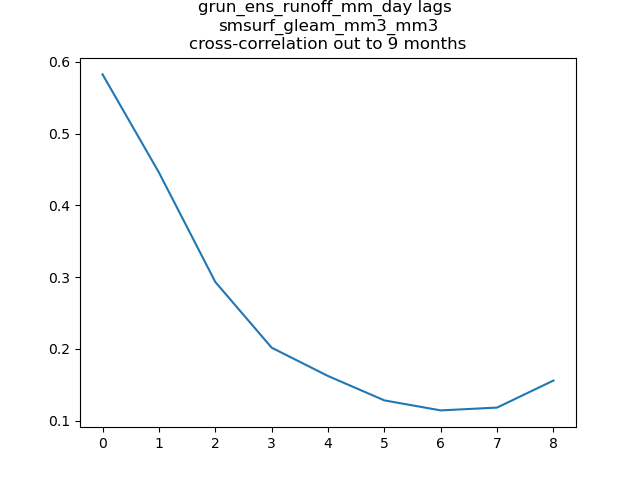 grun_ens_runoff_mm_day lags
smsurf_gleam_mm3_mm3
cross-correlation out to 9 months
0.6
0.5
0.4
0.3
0.2
0.1
0 1 2 3 4 5 6 7 8